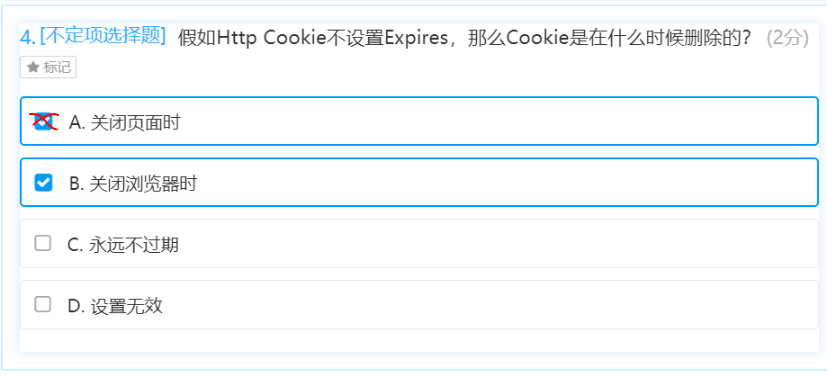 4.[不定项选择题] 假如Http Cookie不设置Expires，那么Cookie是在什么时候删除的？ (2分)
★ 标记
A. 关闭页面时
B. 关闭浏览器时
C. 永远不过期
D. 设置无效